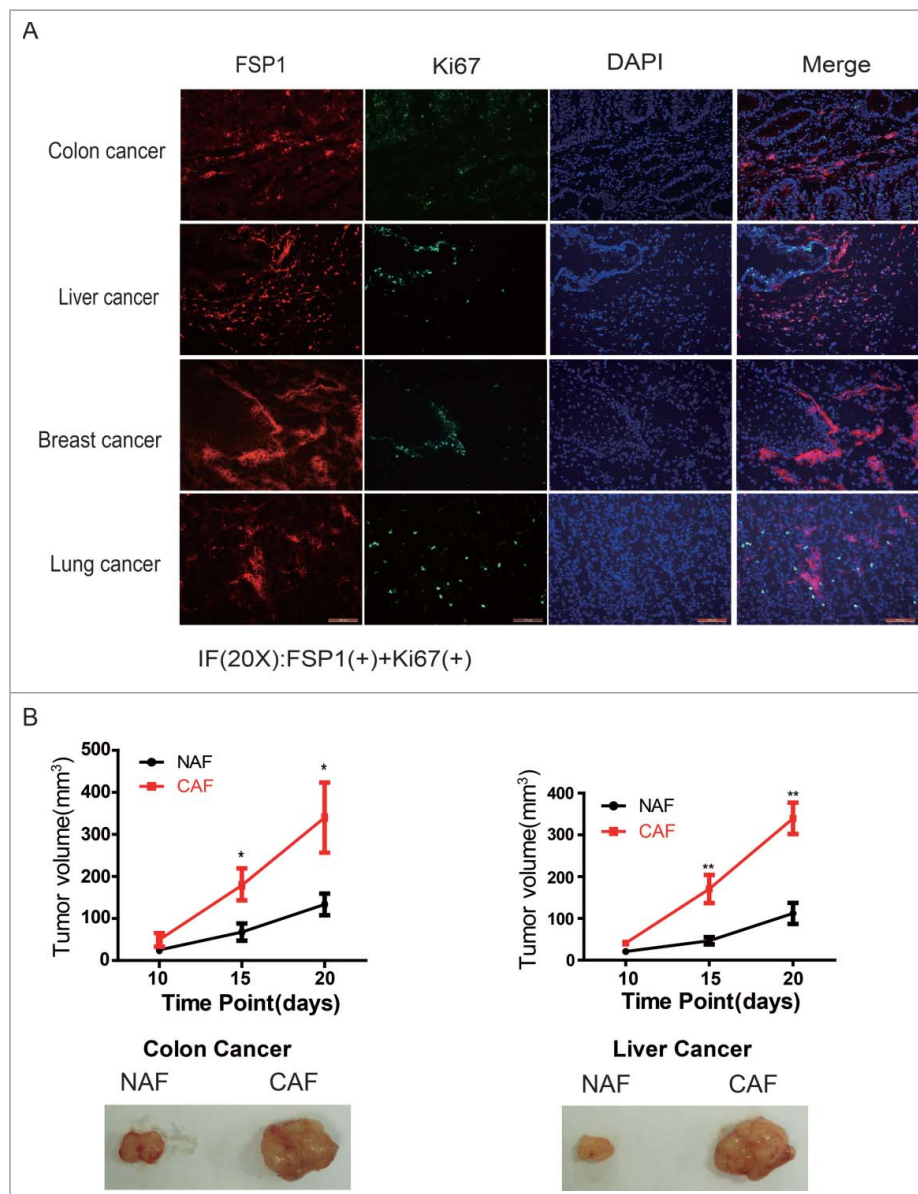 A
FSP1 Ki67 DAPI Merge
Colon cancer
Liver cancer
Breast cancer
Lung cancer
IF(20X):FSP1(+)+Ki67(+)
B
Tumor volume(mm³)
500
400
300
200
100
0
NAF
CAF
*
*
10 15 20
Time Point(days)
Colon Cancer
NAF CAF
Tumor volume(mm³)
400
300
200
100
0
NAF
CAF
**
**
10 15 20
Time Point(days)
Liver Cancer
NAF CAF